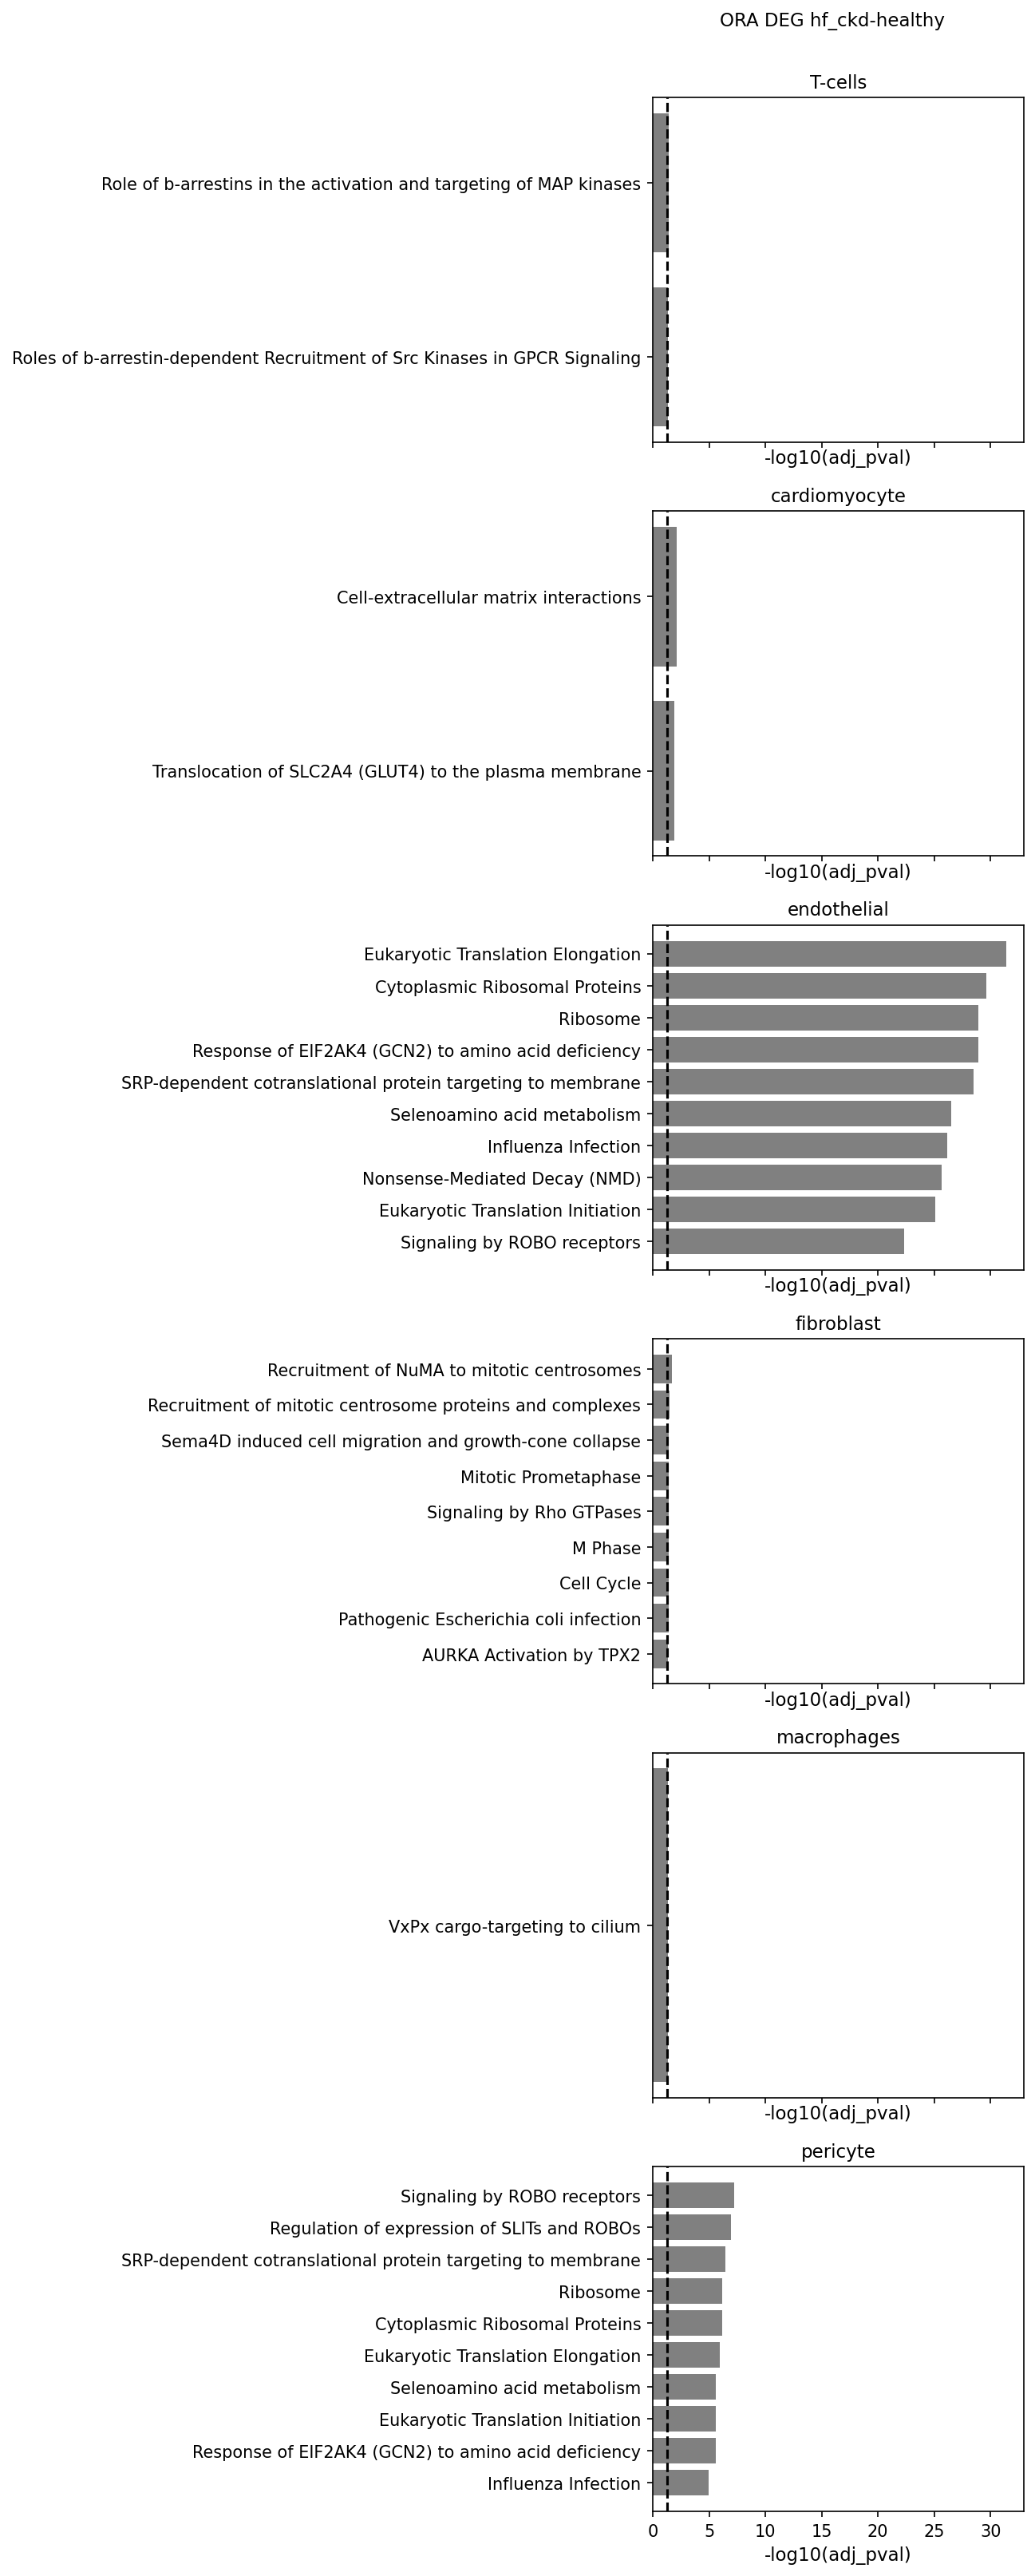 ORA DEG hf_ckd-healthy
T-cells
Role of b-arrestins in the activation and targeting of MAP kinases
Roles of b-arrestin-dependent Recruitment of Src Kinases in GPCR Signaling
-log10(adj_pval)
cardiomyocyte
Cell-extracellular matrix interactions
Translocation of SLC2A4 (GLUT4) to the plasma membrane
-log10(adj_pval)
endothelial
Eukaryotic Translation Elongation
Cytoplasmic Ribosomal Proteins
Ribosome
Response of EIF2AK4 (GCN2) to amino acid deficiency
SRP-dependent cotranslational protein targeting to membrane
Selenoamino acid metabolism
Influenza Infection
Nonsense-Mediated Decay (NMD)
Eukaryotic Translation Initiation
Signaling by ROBO receptors
-log10(adj_pval)
fibroblast
Recruitment of NuMA to mitotic centrosomes
Recruitment of mitotic centrosome proteins and complexes
Sema4D induced cell migration and growth-cone collapse
Mitotic Prometaphase
Signaling by Rho GTPases
M Phase
Cell Cycle
Pathogenic Escherichia coli infection
AURKA Activation by TPX2
-log10(adj_pval)
macrophages
VxPx cargo-targeting to cilium
-log10(adj_pval)
pericyte
Signaling by ROBO receptors
Regulation of expression of SLITs and ROBOs
SRP-dependent cotranslational protein targeting to membrane
Ribosome
Cytoplasmic Ribosomal Proteins
Eukaryotic Translation Elongation
Selenoamino acid metabolism
Eukaryotic Translation Initiation
Response of EIF2AK4 (GCN2) to amino acid deficiency
Influenza Infection
0 5 10 15 20 25 30
-log10(adj_pval)